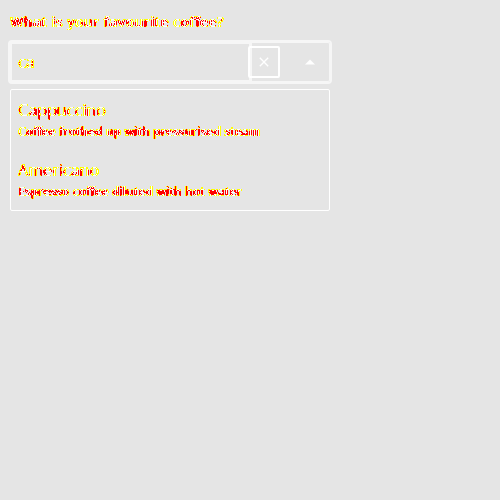 What is your favourite coffee?
ca
Cappuccino
Coffee frothed up with pressurised steam
Americano
Espresso coffee diluted with hot water